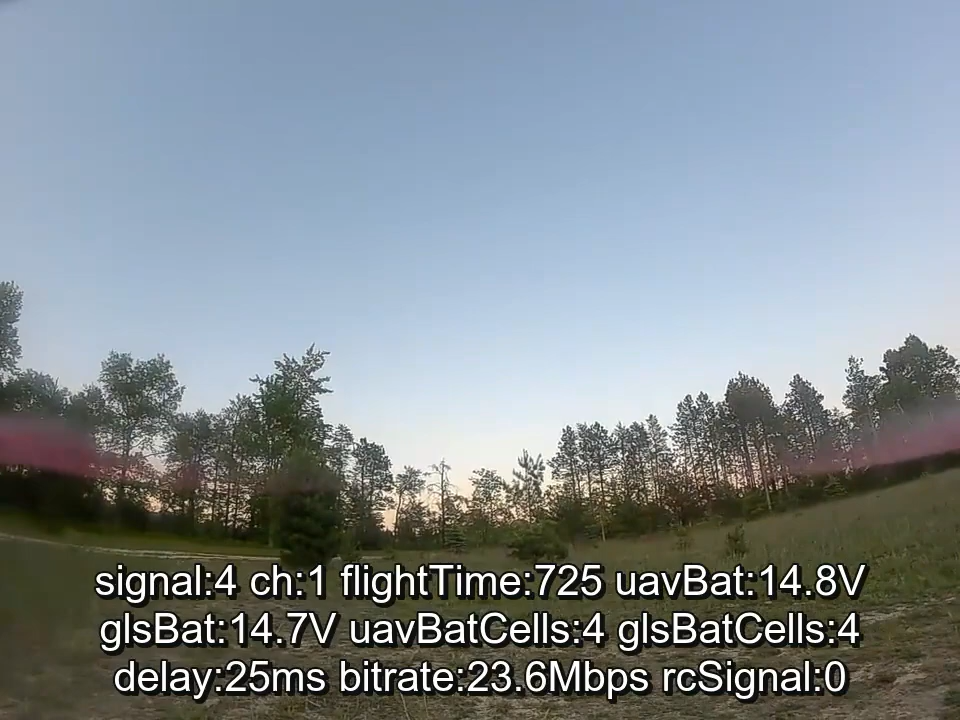 signal:4 ch:1 flightTime:725 uavBat:14.8V
glsBat:14.7V uavBatCells:4 glsBatCells:4
delay:25ms bitrate:23.6Mbps rcSignal:0